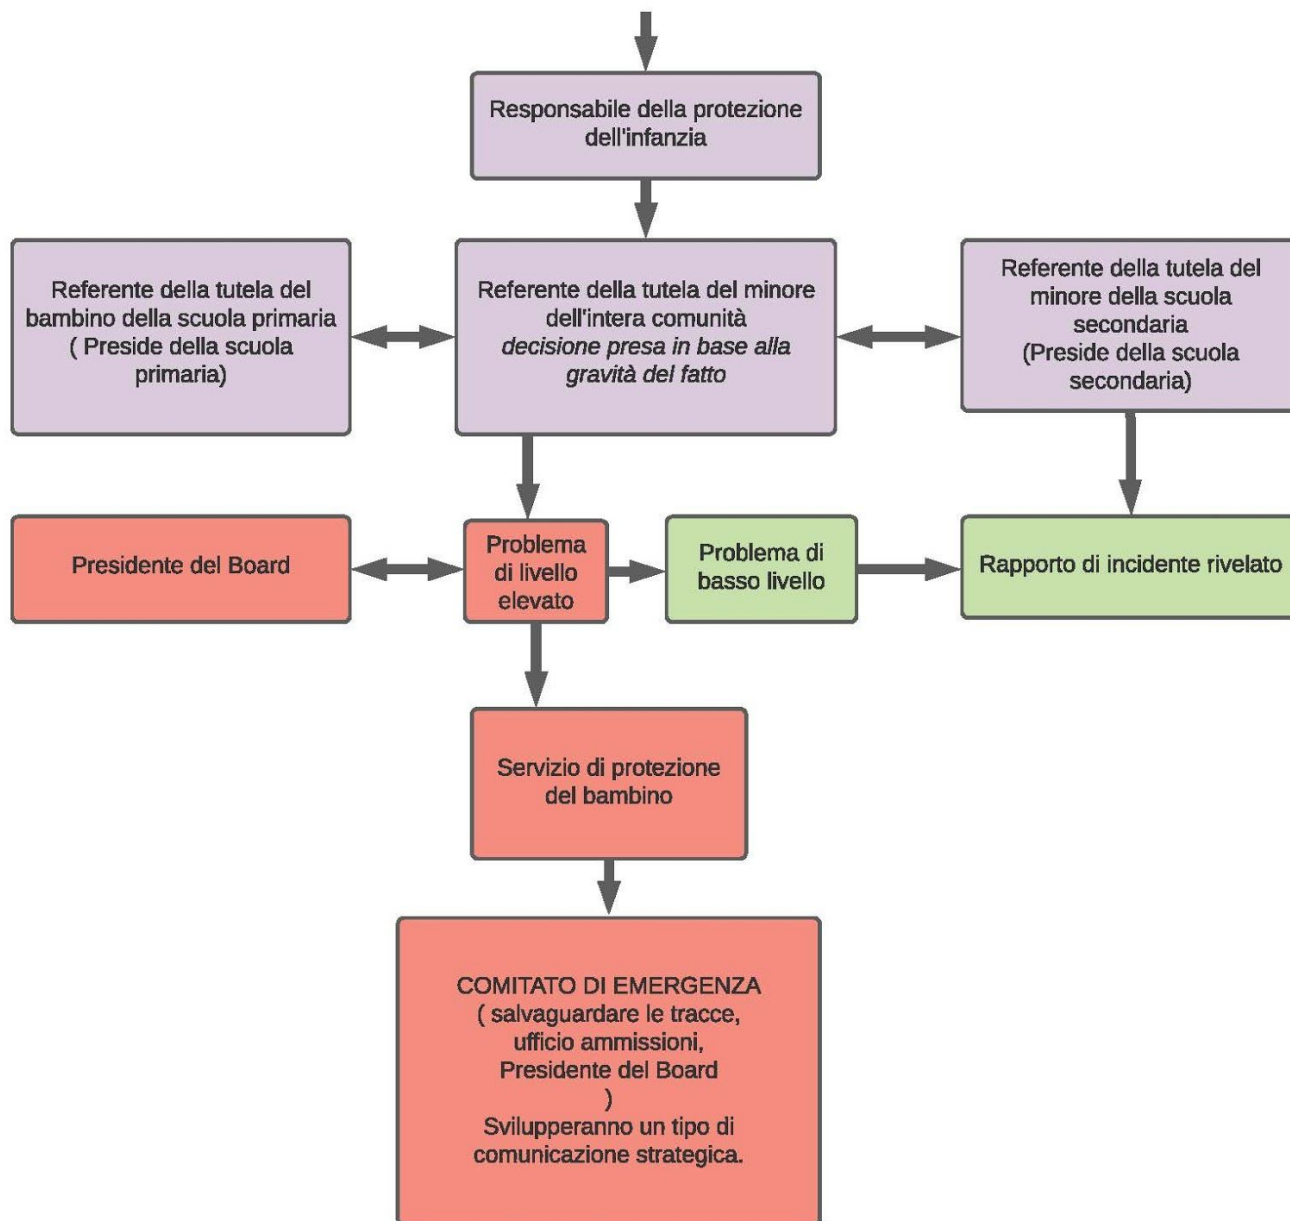 Responsabile della protezione
dell'infanzia
Referente della tutela del
bambino della scuola primaria
( Preside della scuola
primaria)
Referente della tutela del minore
dell'intera comunità
decisione presa in base alla
gravità del fatto
Referente della tutela del
minore della scuola
secondaria
(Preside della scuola
secondaria)
Presidente del Board
Problema
di livello
elevato
Problema di
basso livello
Rapporto di incidente rivelato
Servizio di protezione
del bambino
COMITATO DI EMERGENZA
( salvaguardare le tracce,
ufficio ammissioni,
Presidente del Board
)
Svilupperanno un tipo di
comunicazione strategica.